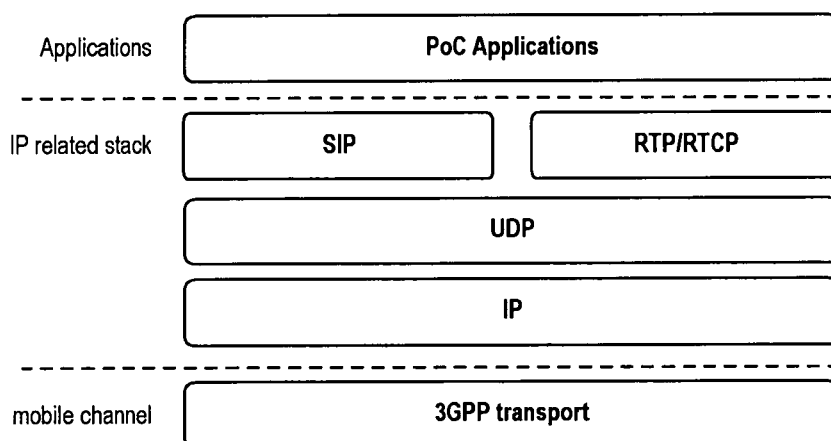 Applications
PoC Applications
IP related stack
SIP
RTP/RTCP
UDP
IP
mobile channel
3GPP transport